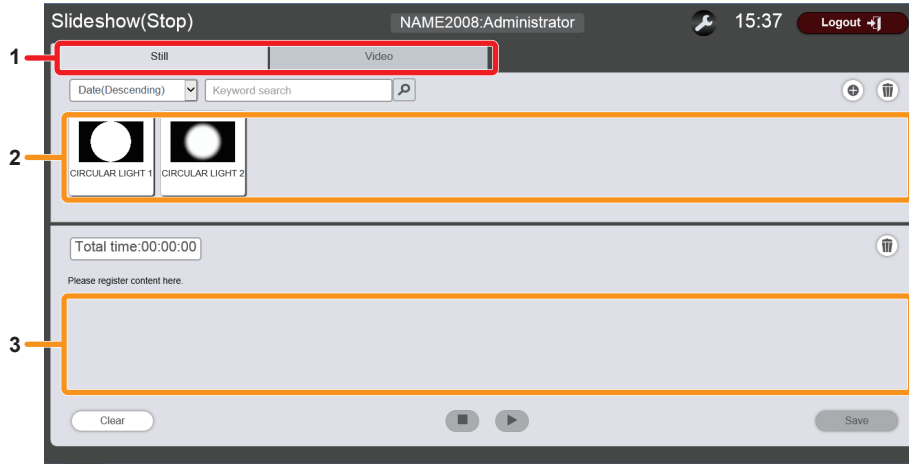 Slideshow(Stop) NAME2008:Administrator 15:37 Logout
1 Still Video
Date(Descending) Keyword search
2
CIRCULAR LIGHT 1 CIRCULAR LIGHT 2
Total time:00:00:00
Please register content here.
3
Clear Save